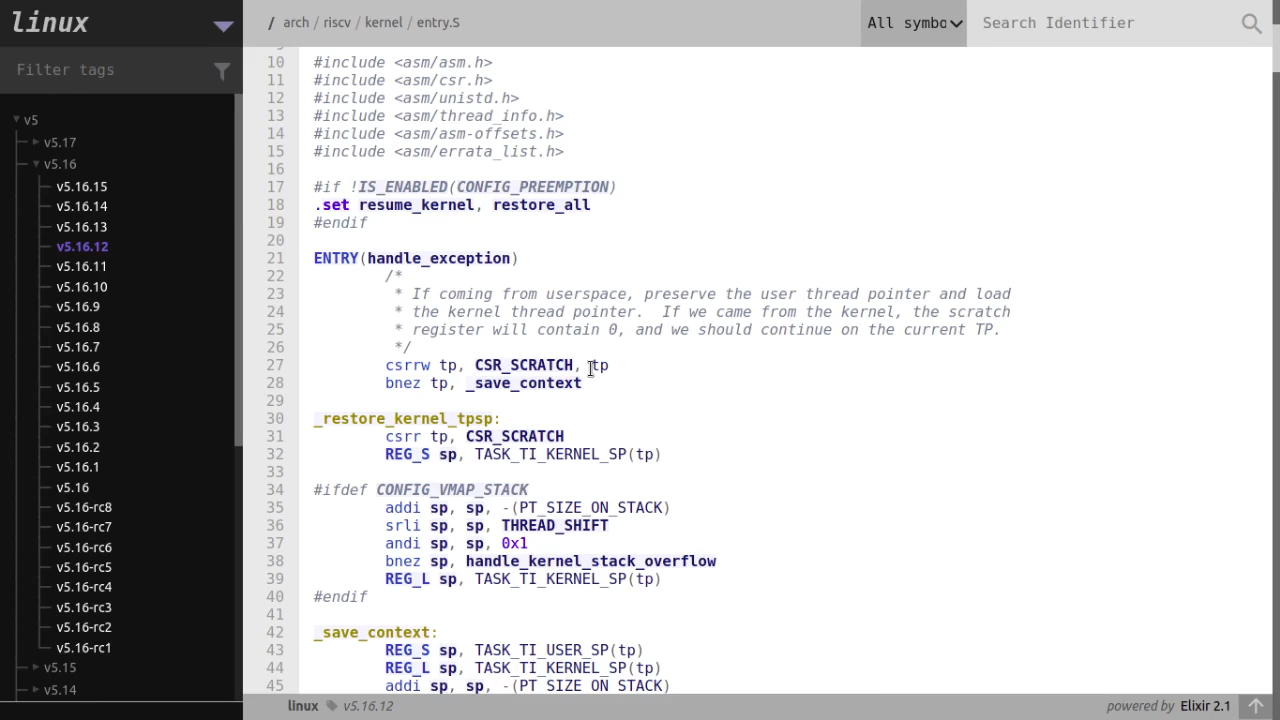 linux
/ arch / riscv / kernel / entry.S
All symbo
Search Identifier
Filter tags
v5
v5.17
v5.16
v5.16.15
v5.16.14
v5.16.13
v5.16.12
v5.16.11
v5.16.10
v5.16.9
v5.16.8
v5.16.7
v5.16.6
v5.16.5
v5.16.4
v5.16.3
v5.16.2
v5.16.1
v5.16
v5.16-rc8
v5.16-rc7
v5.16-rc6
v5.16-rc5
v5.16-rc4
v5.16-rc3
v5.16-rc2
v5.16-rc1
v5.15
v5.14
10 #include <asm/asm.h>
11 #include <asm/csr.h>
12 #include <asm/unistd.h>
13 #include <asm/thread_info.h>
14 #include <asm/asm-offsets.h>
15 #include <asm/errata_list.h>
16
17 #if !IS_ENABLED(CONFIG_PREEMPTION)
18 .set resume_kernel, restore_all
19 #endif
20
21 ENTRY(handle_exception)
22 /*
23 * If coming from userspace, preserve the user thread pointer and load
24 * the kernel thread pointer.  If we came from the kernel, the scratch
25 * register will contain 0, and we should continue on the current TP.
26 */
27 csrrw tp, CSR_SCRATCH, tp
28 bnez tp, _save_context
29
30 _restore_kernel_tpsp:
31 csrr tp, CSR_SCRATCH
32 REG_S sp, TASK_TI_KERNEL_SP(tp)
33
34 #ifdef CONFIG_VMAP_STACK
35 addi sp, sp, -(PT_SIZE_ON_STACK)
36 srli sp, sp, THREAD_SHIFT
37 andi sp, sp, 0x1
38 bnez sp, handle_kernel_stack_overflow
39 REG_L sp, TASK_TI_KERNEL_SP(tp)
40 #endif
41
42 _save_context:
43 REG_S sp, TASK_TI_USER_SP(tp)
44 REG_L sp, TASK_TI_KERNEL_SP(tp)
45 addi sp, sp, -(PT_SIZE_ON_STACK)
linux v5.16.12
powered by Elixir 2.1